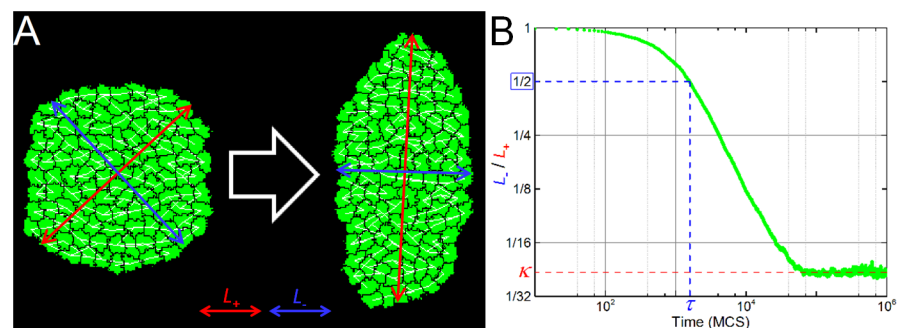 A
L₊
L₋
B
L₋ / L₊
1
1/2
1/4
1/8
1/16
κ
1/32
10²
τ
10⁴
10⁶
Time (MCS)